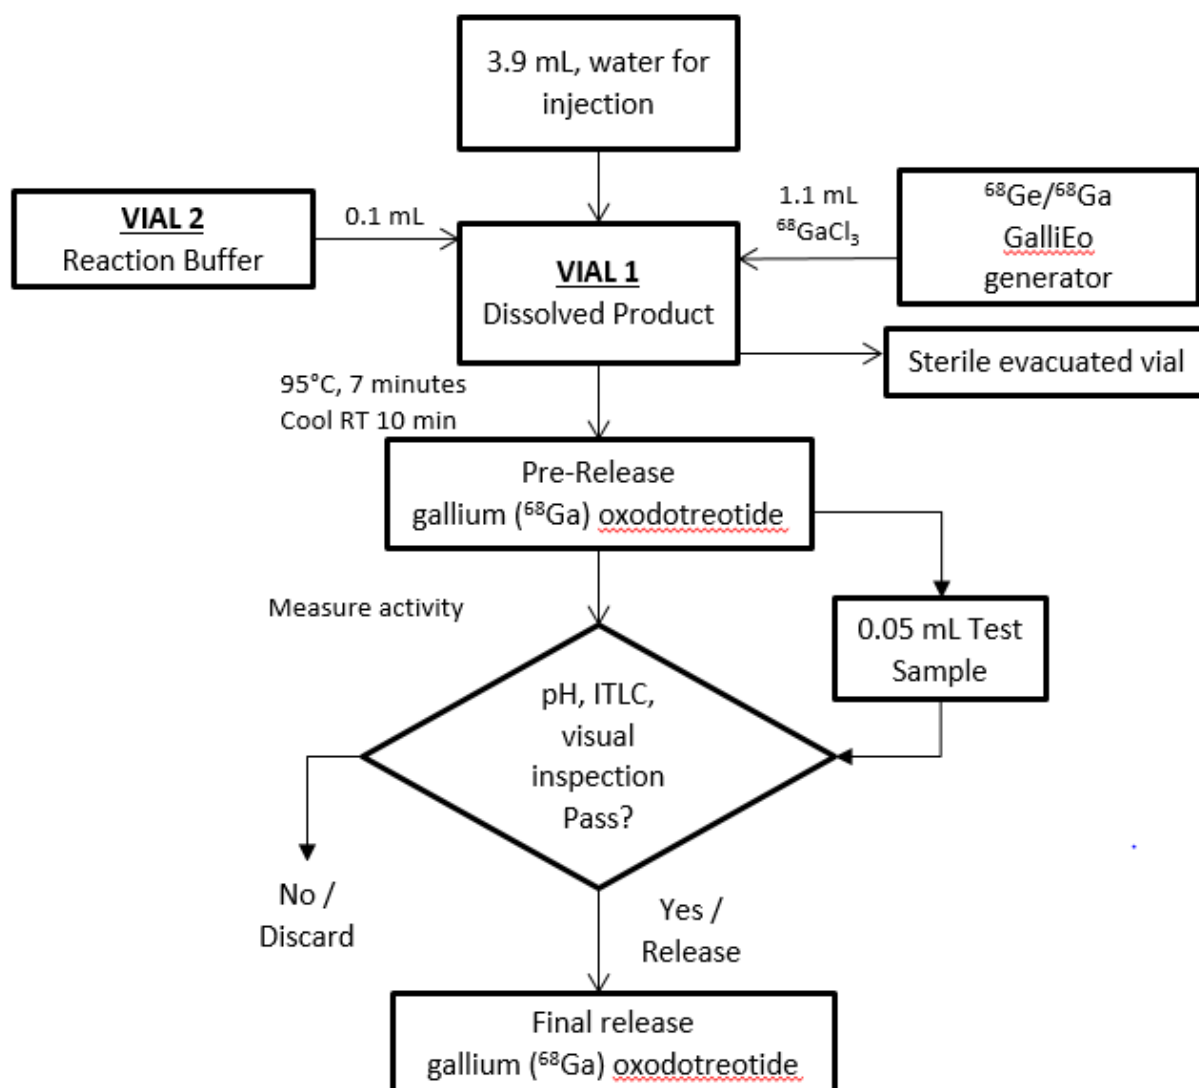 3.9 mL, water for
injection
VIAL 2
Reaction Buffer
0.1 mL
VIAL 1
Dissolved Product
1.1 mL
⁶⁸GaCl₃
⁶⁸Ge/⁶⁸Ga
GalliEo
generator
Sterile evacuated vial
95°C, 7 minutes
Cool RT 10 min
Pre-Release
gallium (⁶⁸Ga) oxodotreotide
Measure activity
0.05 mL Test
Sample
pH, ITLC,
visual
inspection
Pass?
No /
Discard
Yes /
Release
Final release
gallium (⁶⁸Ga) oxodotreotide